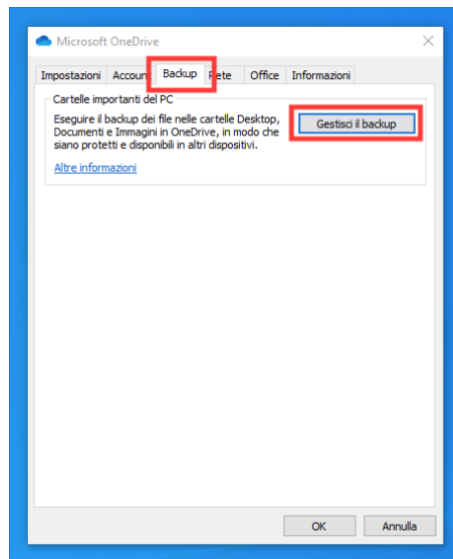 Microsoft OneDrive
Impostazioni Account Backup Rete Office Informazioni
Cartelle importanti del PC
Eseguire il backup dei file nelle cartelle Desktop,
Documenti e Immagini in OneDrive, in modo che
siano protetti e disponibili in altri dispositivi.
Gestisci il backup
Altre informazioni
OK Annulla